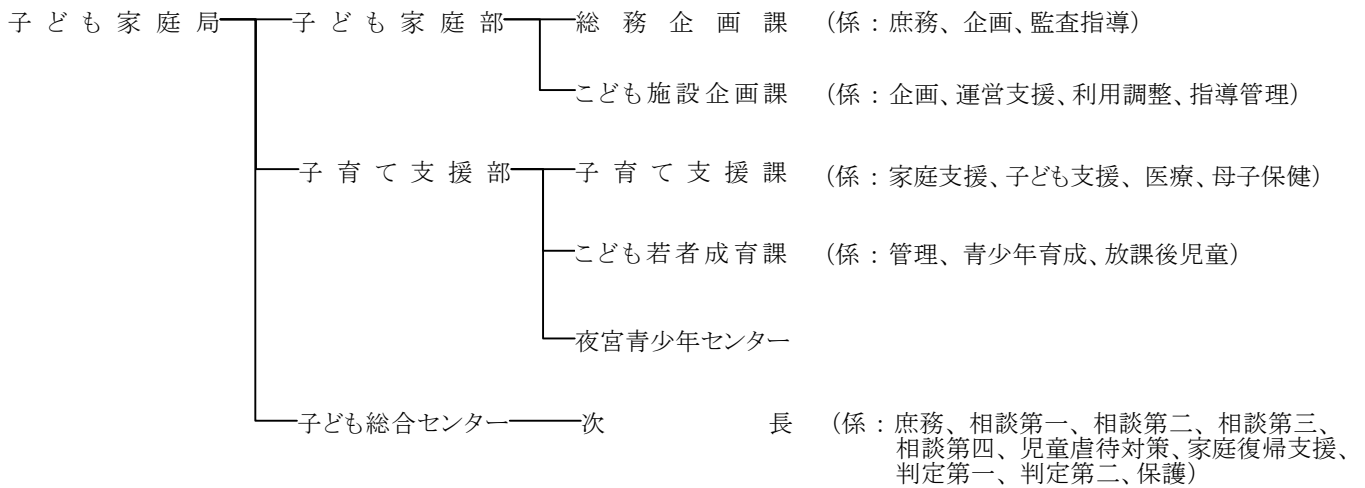 子ども家庭局 子ども家庭部 総務企画課 (係：庶務、企画、監査指導)
こども施設企画課 (係：企画、運営支援、利用調整、指導管理)
子育て支援部 子育て支援課 (係：家庭支援、子ども支援、医療、母子保健)
こども若者成育課 (係：管理、青少年育成、放課後児童)
夜宮青少年センター
子ども総合センター 次長 (係：庶務、相談第一、相談第二、相談第三、
相談第四、児童虐待対策、家庭復帰支援、
判定第一、判定第二、保護)